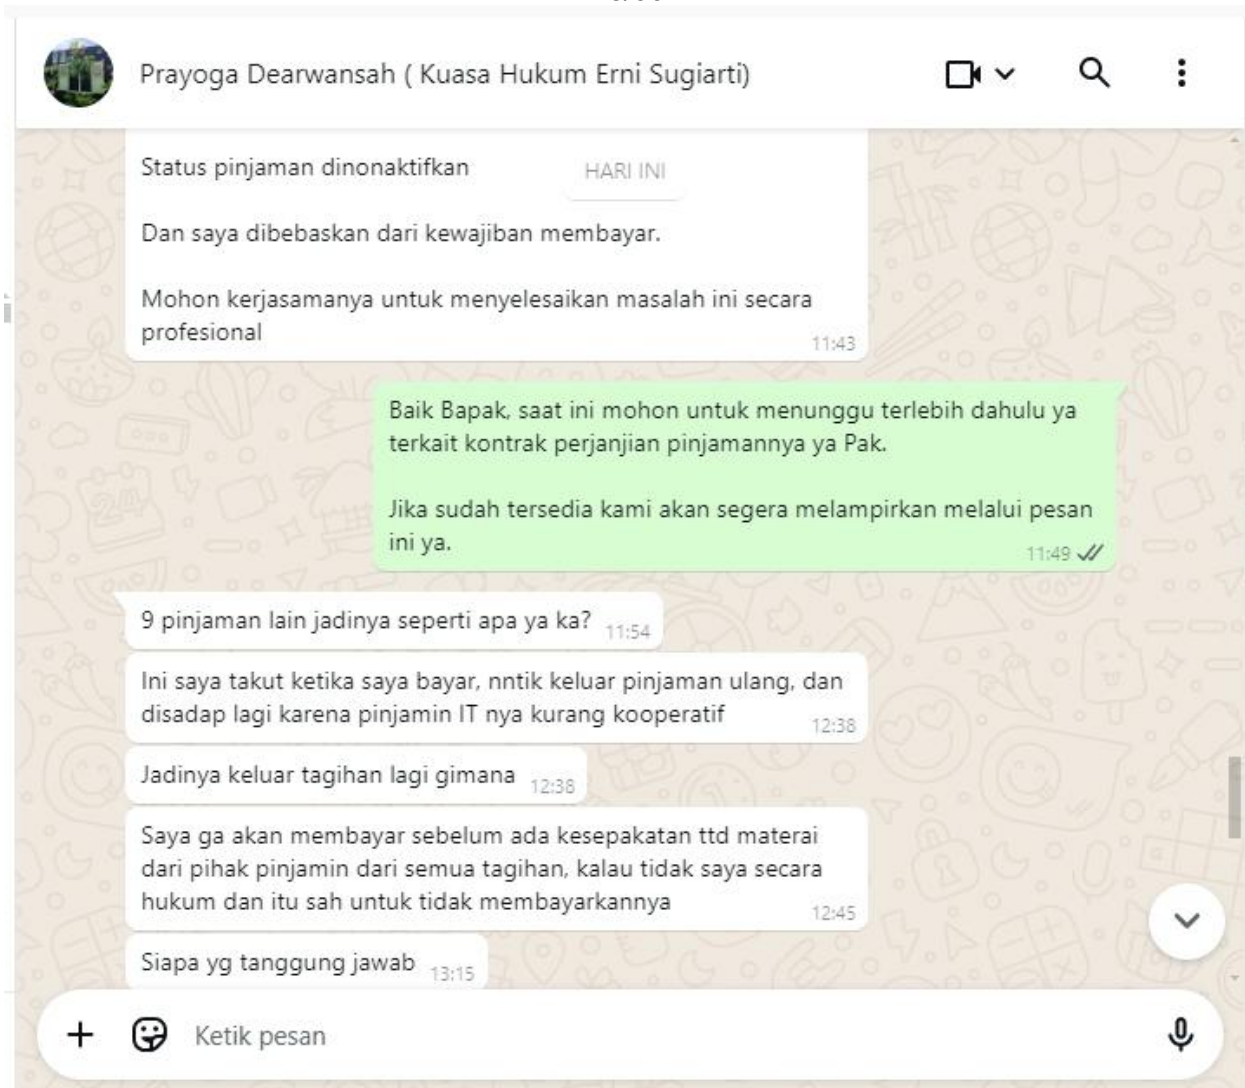 Prayoga Dearwansah ( Kuasa Hukum Erni Sugiarti)
Status pinjaman dinonaktifkan
HARI INI
Dan saya dibebaskan dari kewajiban membayar.
Mohon kerjasamanya untuk menyelesaikan masalah ini secara
profesional
11:43
Baik Bapak, saat ini mohon untuk menunggu terlebih dahulu ya
terkait kontrak perjanjian pinjamannya ya Pak.
Jika sudah tersedia kami akan segera melampirkan melalui pesan
ini ya.
11:49
9 pinjaman lain jadinya seperti apa ya ka? 11:54
Ini saya takut ketika saya bayar, nntik keluar pinjaman ulang, dan
disadap lagi karena pinjamin IT nya kurang kooperatif
12:38
Jadinya keluar tagihan lagi gimana 12:38
Saya ga akan membayar sebelum ada kesepakatan ttd materai
dari pihak pinjamin dari semua tagihan, kalau tidak saya secara
hukum dan itu sah untuk tidak membayarkannya
12:45
Siapa yg tanggung jawab 13:15
Ketik pesan